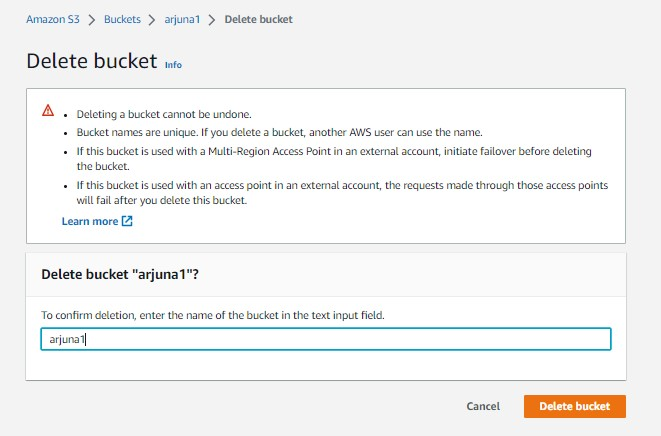 Amazon S3 > Buckets > arjuna1 > Delete bucket
Delete bucket Info
• Deleting a bucket cannot be undone.
• Bucket names are unique. If you delete a bucket, another AWS user can use the name.
• If this bucket is used with a Multi-Region Access Point in an external account, initiate failover before deleting
the bucket.
• If this bucket is used with an access point in an external account, the requests made through those access points
will fail after you delete this bucket.
Learn more
Delete bucket "arjuna1"?
To confirm deletion, enter the name of the bucket in the text input field.
arjuna1
Cancel Delete bucket